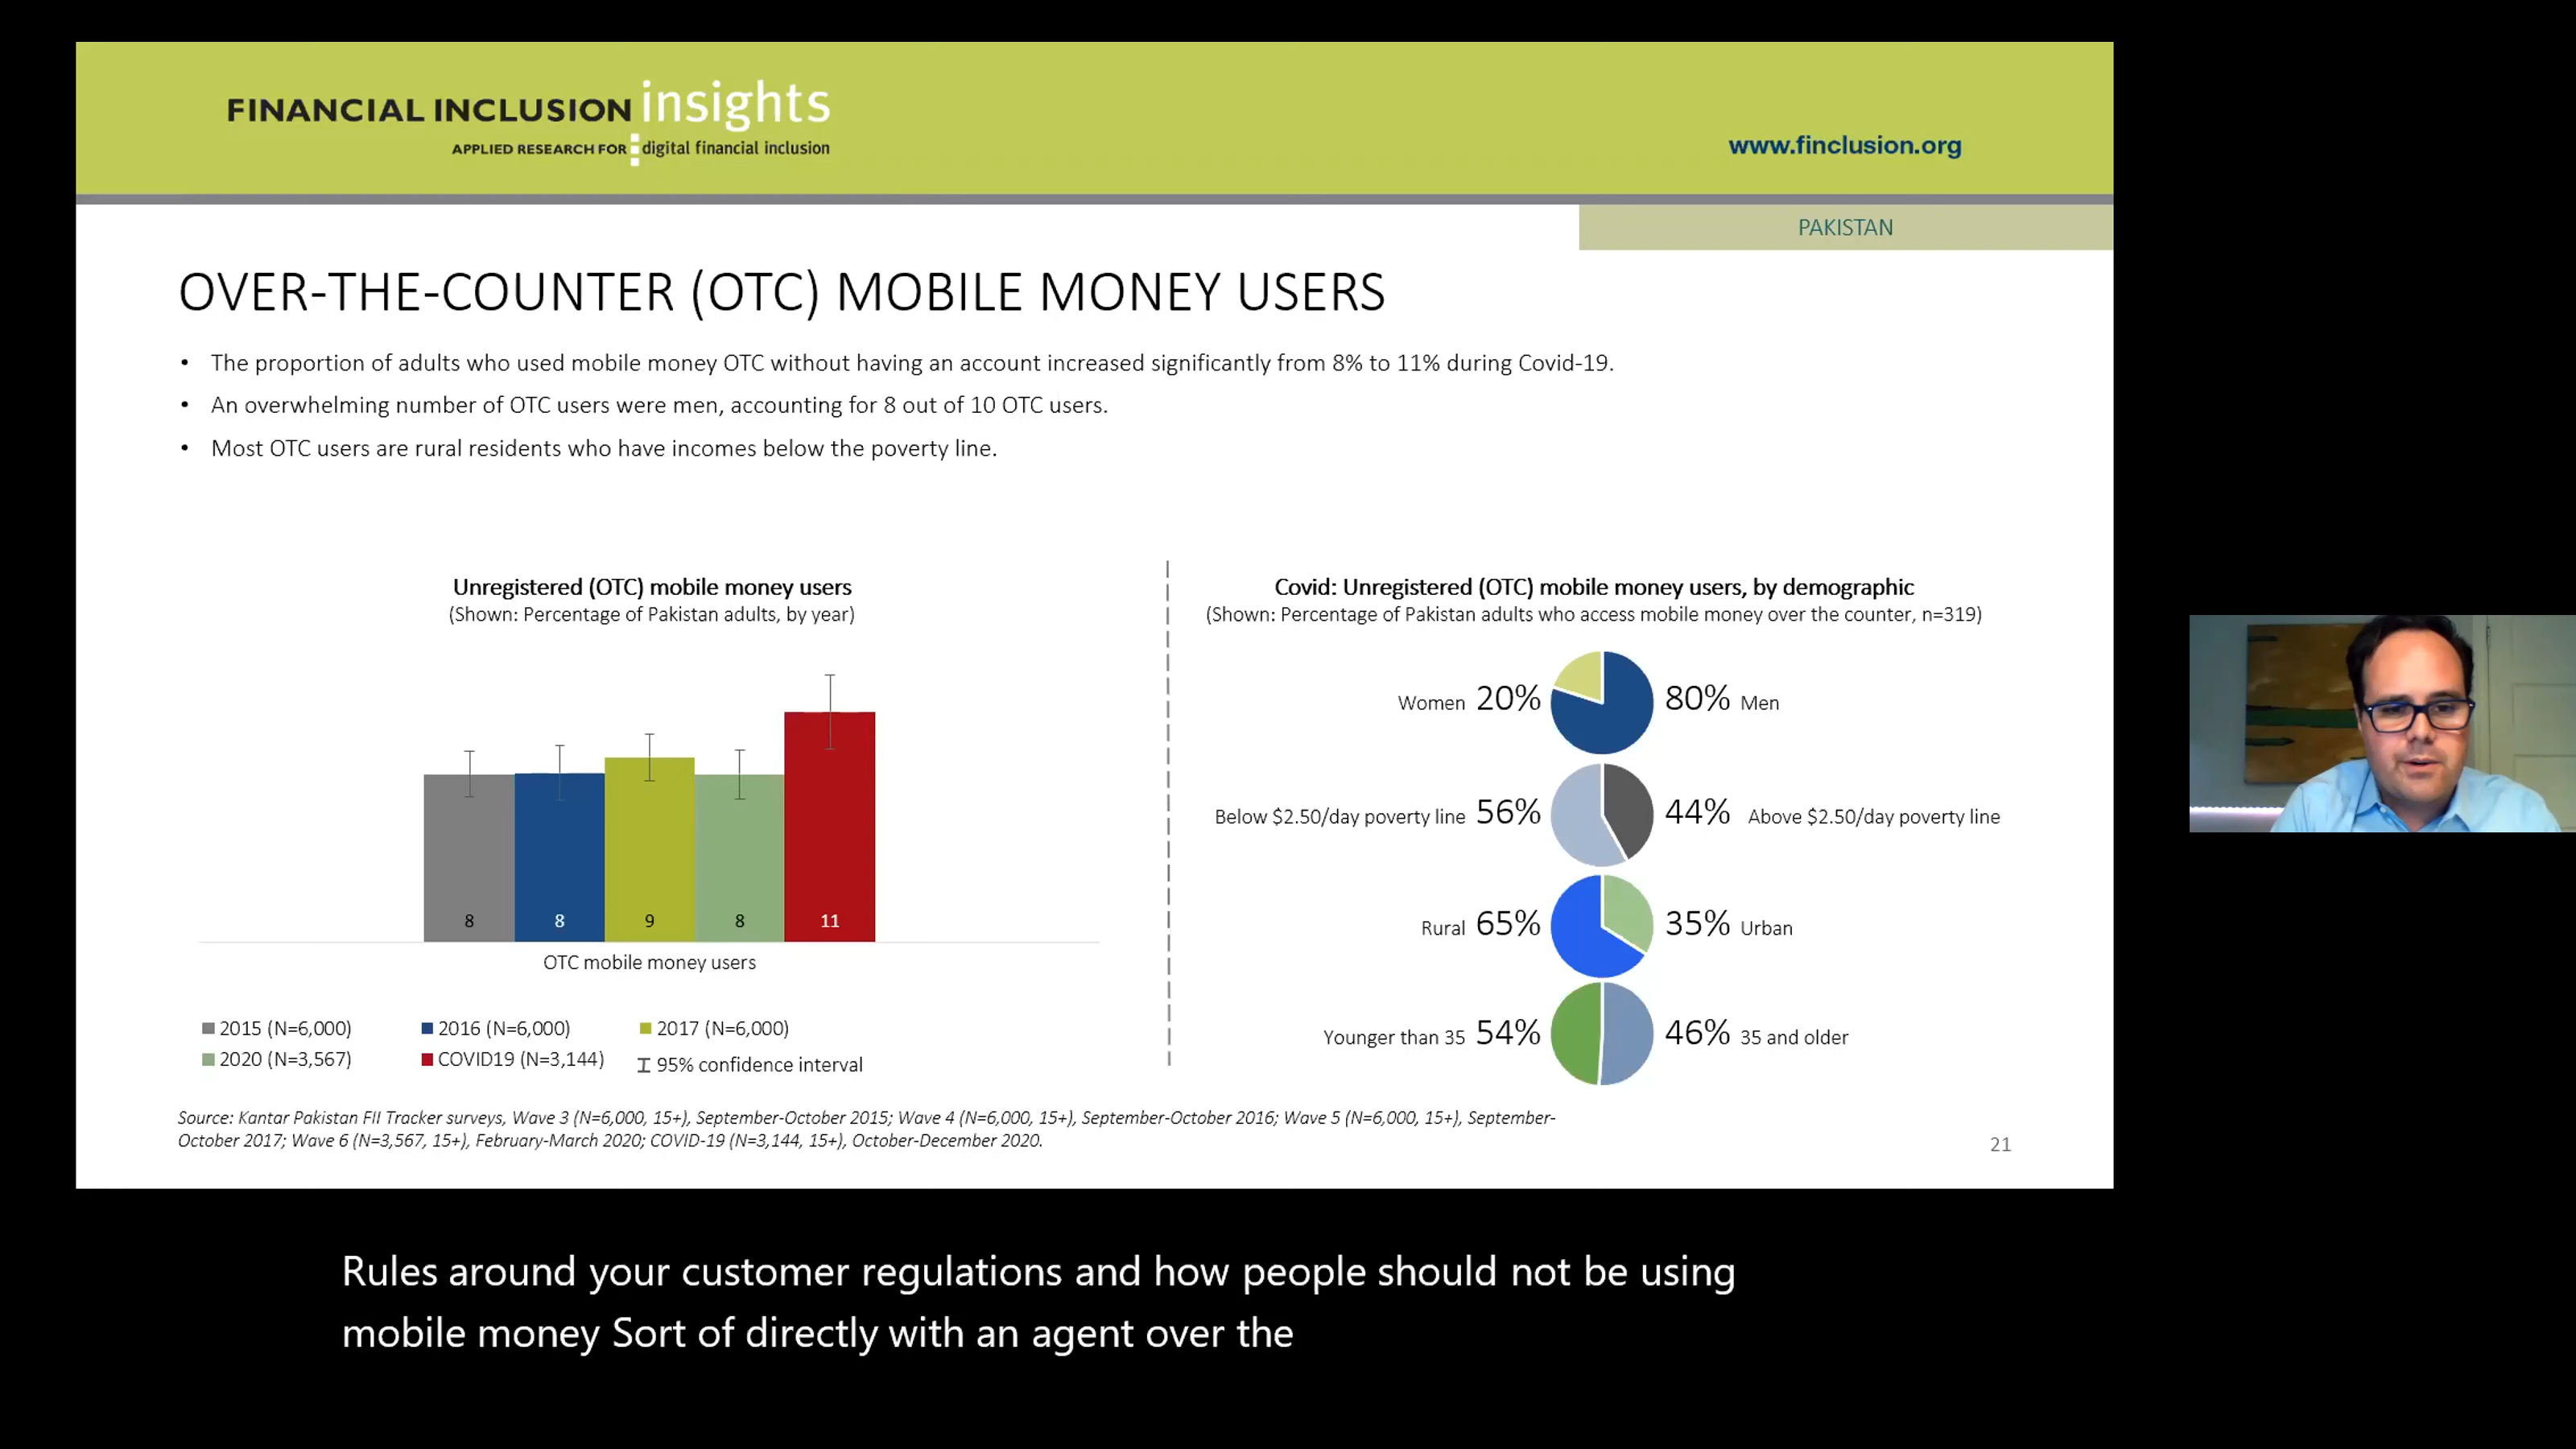 FINANCIAL INCLUSION insights
APPLIED RESEARCH FOR digital financial inclusion
www.finclusion.org
PAKISTAN
OVER-THE-COUNTER (OTC) MOBILE MONEY USERS
• The proportion of adults who used mobile money OTC without having an account increased significantly from 8% to 11% during Covid-19.
• An overwhelming number of OTC users were men, accounting for 8 out of 10 OTC users.
• Most OTC users are rural residents who have incomes below the poverty line.
Unregistered (OTC) mobile money users
(Shown: Percentage of Pakistan adults, by year)
8 8 9 8 11
OTC mobile money users
2015 (N=6,000) 2016 (N=6,000) 2017 (N=6,000)
2020 (N=3,567) COVID19 (N=3,144) 95% confidence interval
Covid: Unregistered (OTC) mobile money users, by demographic
(Shown: Percentage of Pakistan adults who access mobile money over the counter, n=319)
Women 20% 80% Men
Below $2.50/day poverty line 56% 44% Above $2.50/day poverty line
Rural 65% 35% Urban
Younger than 35 54% 46% 35 and older
Source: Kantar Pakistan FII Tracker surveys, Wave 3 (N=6,000, 15+), September-October 2015; Wave 4 (N=6,000, 15+), September-October 2016; Wave 5 (N=6,000, 15+), September-
October 2017; Wave 6 (N=3,567, 15+), February-March 2020; COVID-19 (N=3,144, 15+), October-December 2020.
21
Rules around your customer regulations and how people should not be using
mobile money Sort of directly with an agent over the